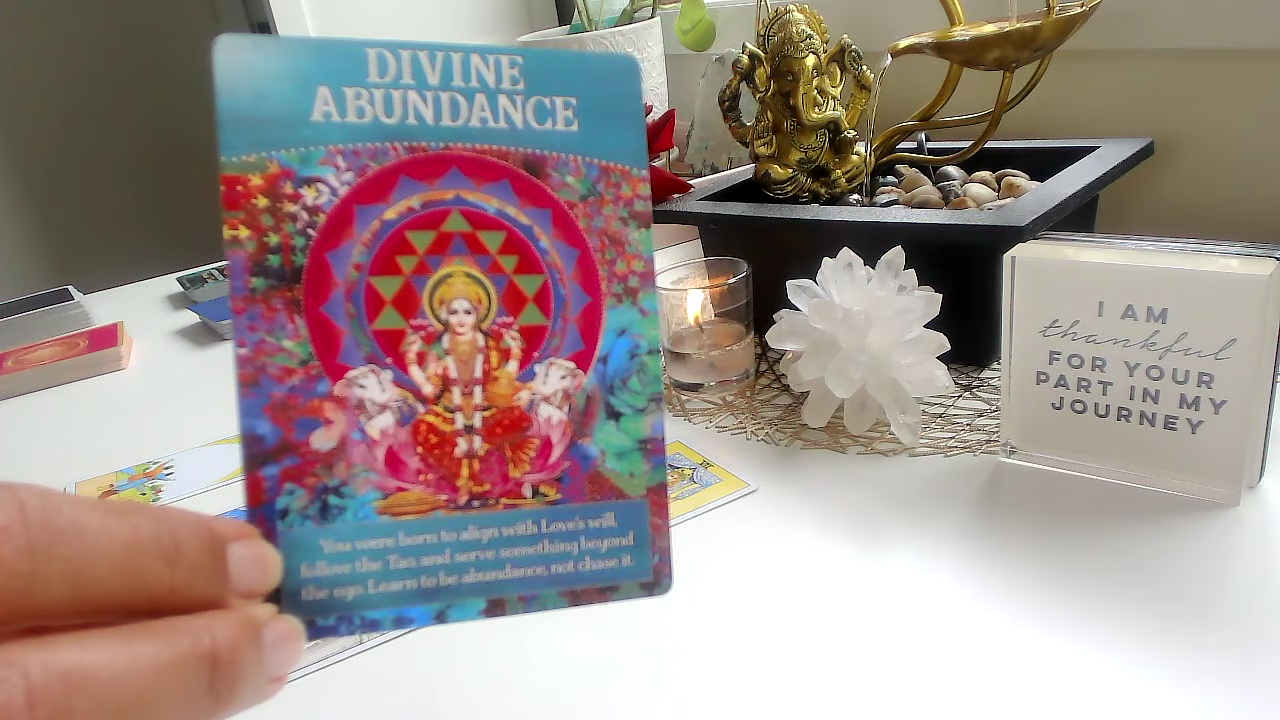 DIVINE
ABUNDANCE
You were born to align with Love's will,
follow the Tao and serve something beyond
the ego. Learn to be abundance, not chase it.
I AM
thankful
FOR YOUR
PART IN MY
JOURNEY